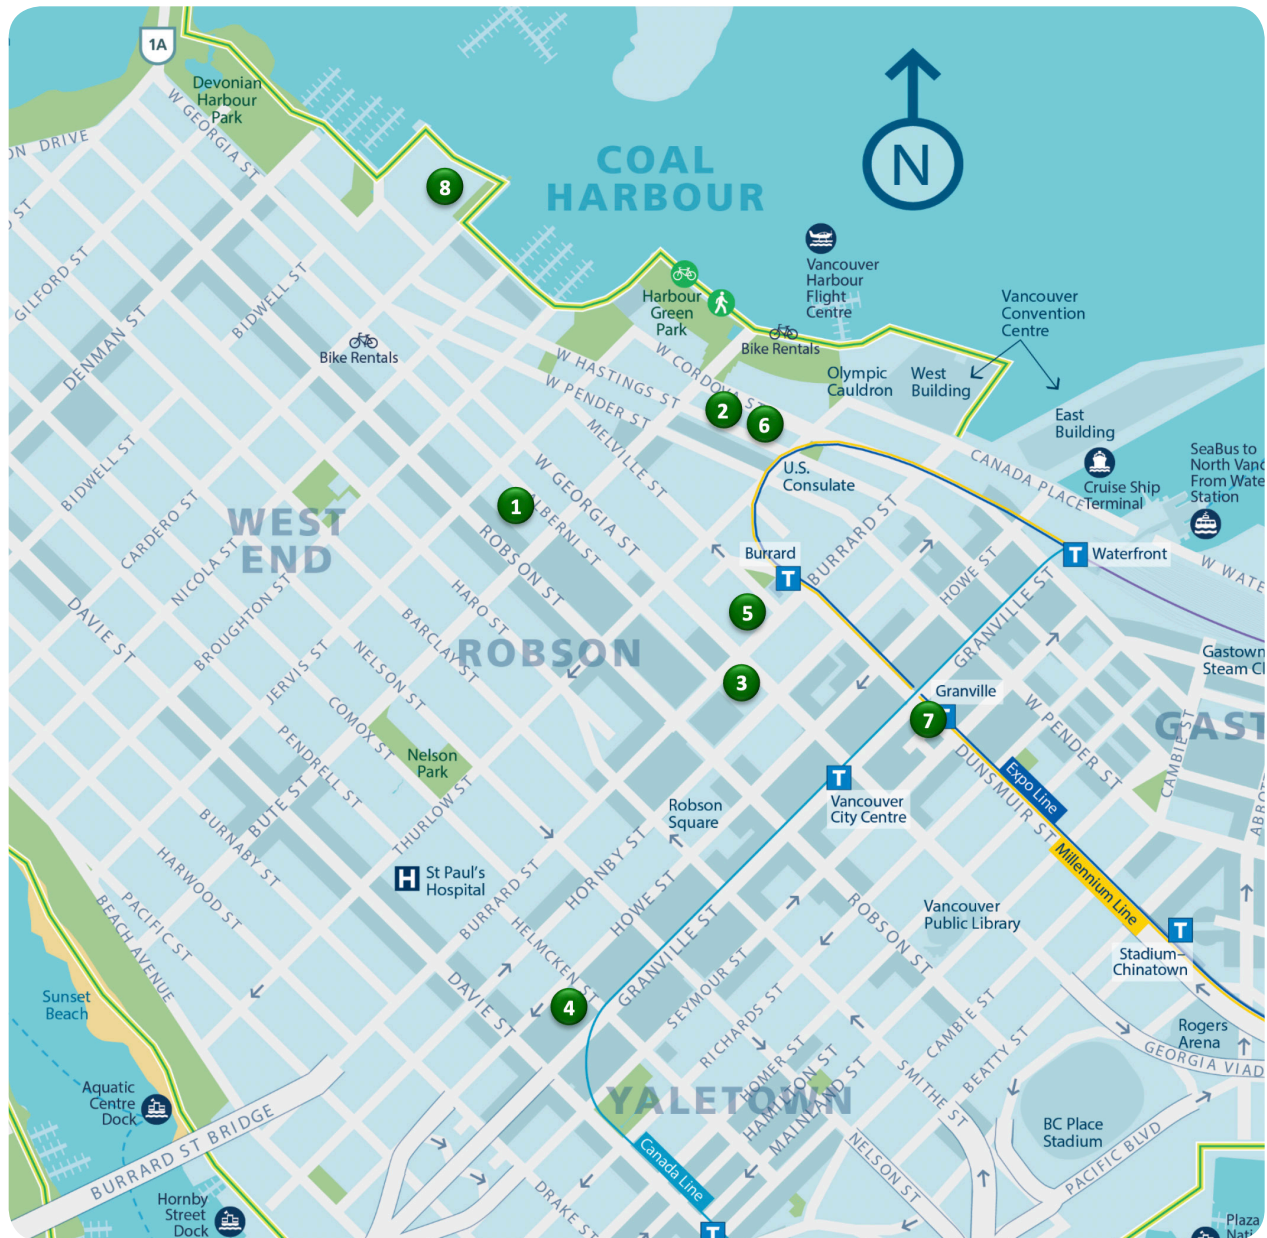 1A
Devonian
Harbour
Park
W GEORGIA ST
DRIVE
8
COAL
HARBOUR
N
GILFORD ST
DENMAN ST
BIDWELL ST
Bike Rentals
Harbour
Green
Park
Bike Rentals
Vancouver
Harbour
Flight
Centre
Vancouver
Convention
Centre
Olympic
Cauldron
West
Building
East
Building
W HASTINGS ST
W CORDOVA ST
W PENDER ST
MELVILLE ST
2
6
U.S.
Consulate
CANADA PLACE
Cruise Ship
Terminal
SeaBus to
North
From
Station
BIDWELL ST
CARDERO ST
WEST
END
1
W GEORGIA ST
ALBERNI ST
ROBSON ST
NICOLA ST
BROUGHTON ST
HARO ST
BARCLAY ST
Burrard
T
BURRARD ST
HOWE ST
T
Waterfront
GRANVILLE ST
DAVIE ST
JERVIS ST
NELSON ST
COMOX ST
PENDRELL ST
ROBSON
5
3
Gastown
Steam
Granville
7
W PENDER ST
CAMBIE ST
Nelson
Park
T
Vancouver
City Centre
DUNSMUIR ST
Expo Line
Millennium Line
Robson
Square
BUTE ST
THURLOW ST
BURNABY ST
HARWOOD ST
PACIFIC ST
BEACH AVENUE
H
St Paul's
Hospital
BURRARD ST
HORNBY ST
HOWE ST
HELMCKEN ST
DAVIE ST
GRANVILLE ST
SEYMOUR ST
RICHARDS ST
ROBSON ST
Vancouver
Public Library
T
Stadium–
Chinatown
4
Sunset
Beach
Aquatic
Centre
Dock
BURRARD ST BRIDGE
Hornby
Street
Dock
YALETOWN
HOMER ST
HAMILTON ST
MAINLAND ST
SMITHE ST
CAMBIE ST
BEATTY ST
Rogers
Arena
GEORGIA
BC Place
Stadium
PACIFIC BLVD
NELSON ST
Canada Line
T
DRAKE ST
Plaza